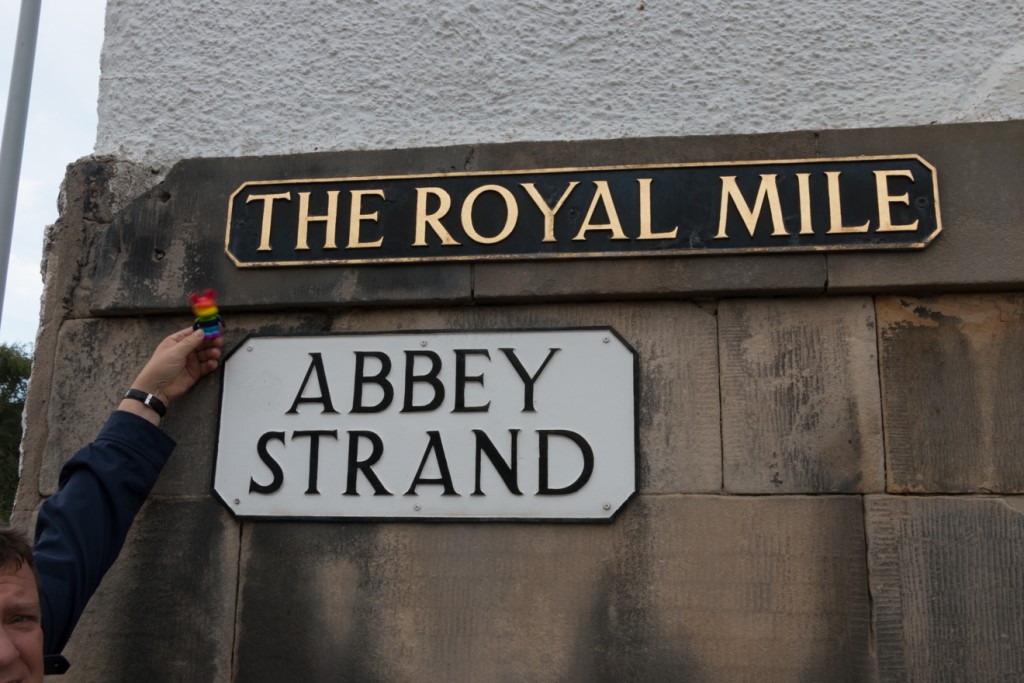 THE ROYAL MILE
ABBEY
STRAND